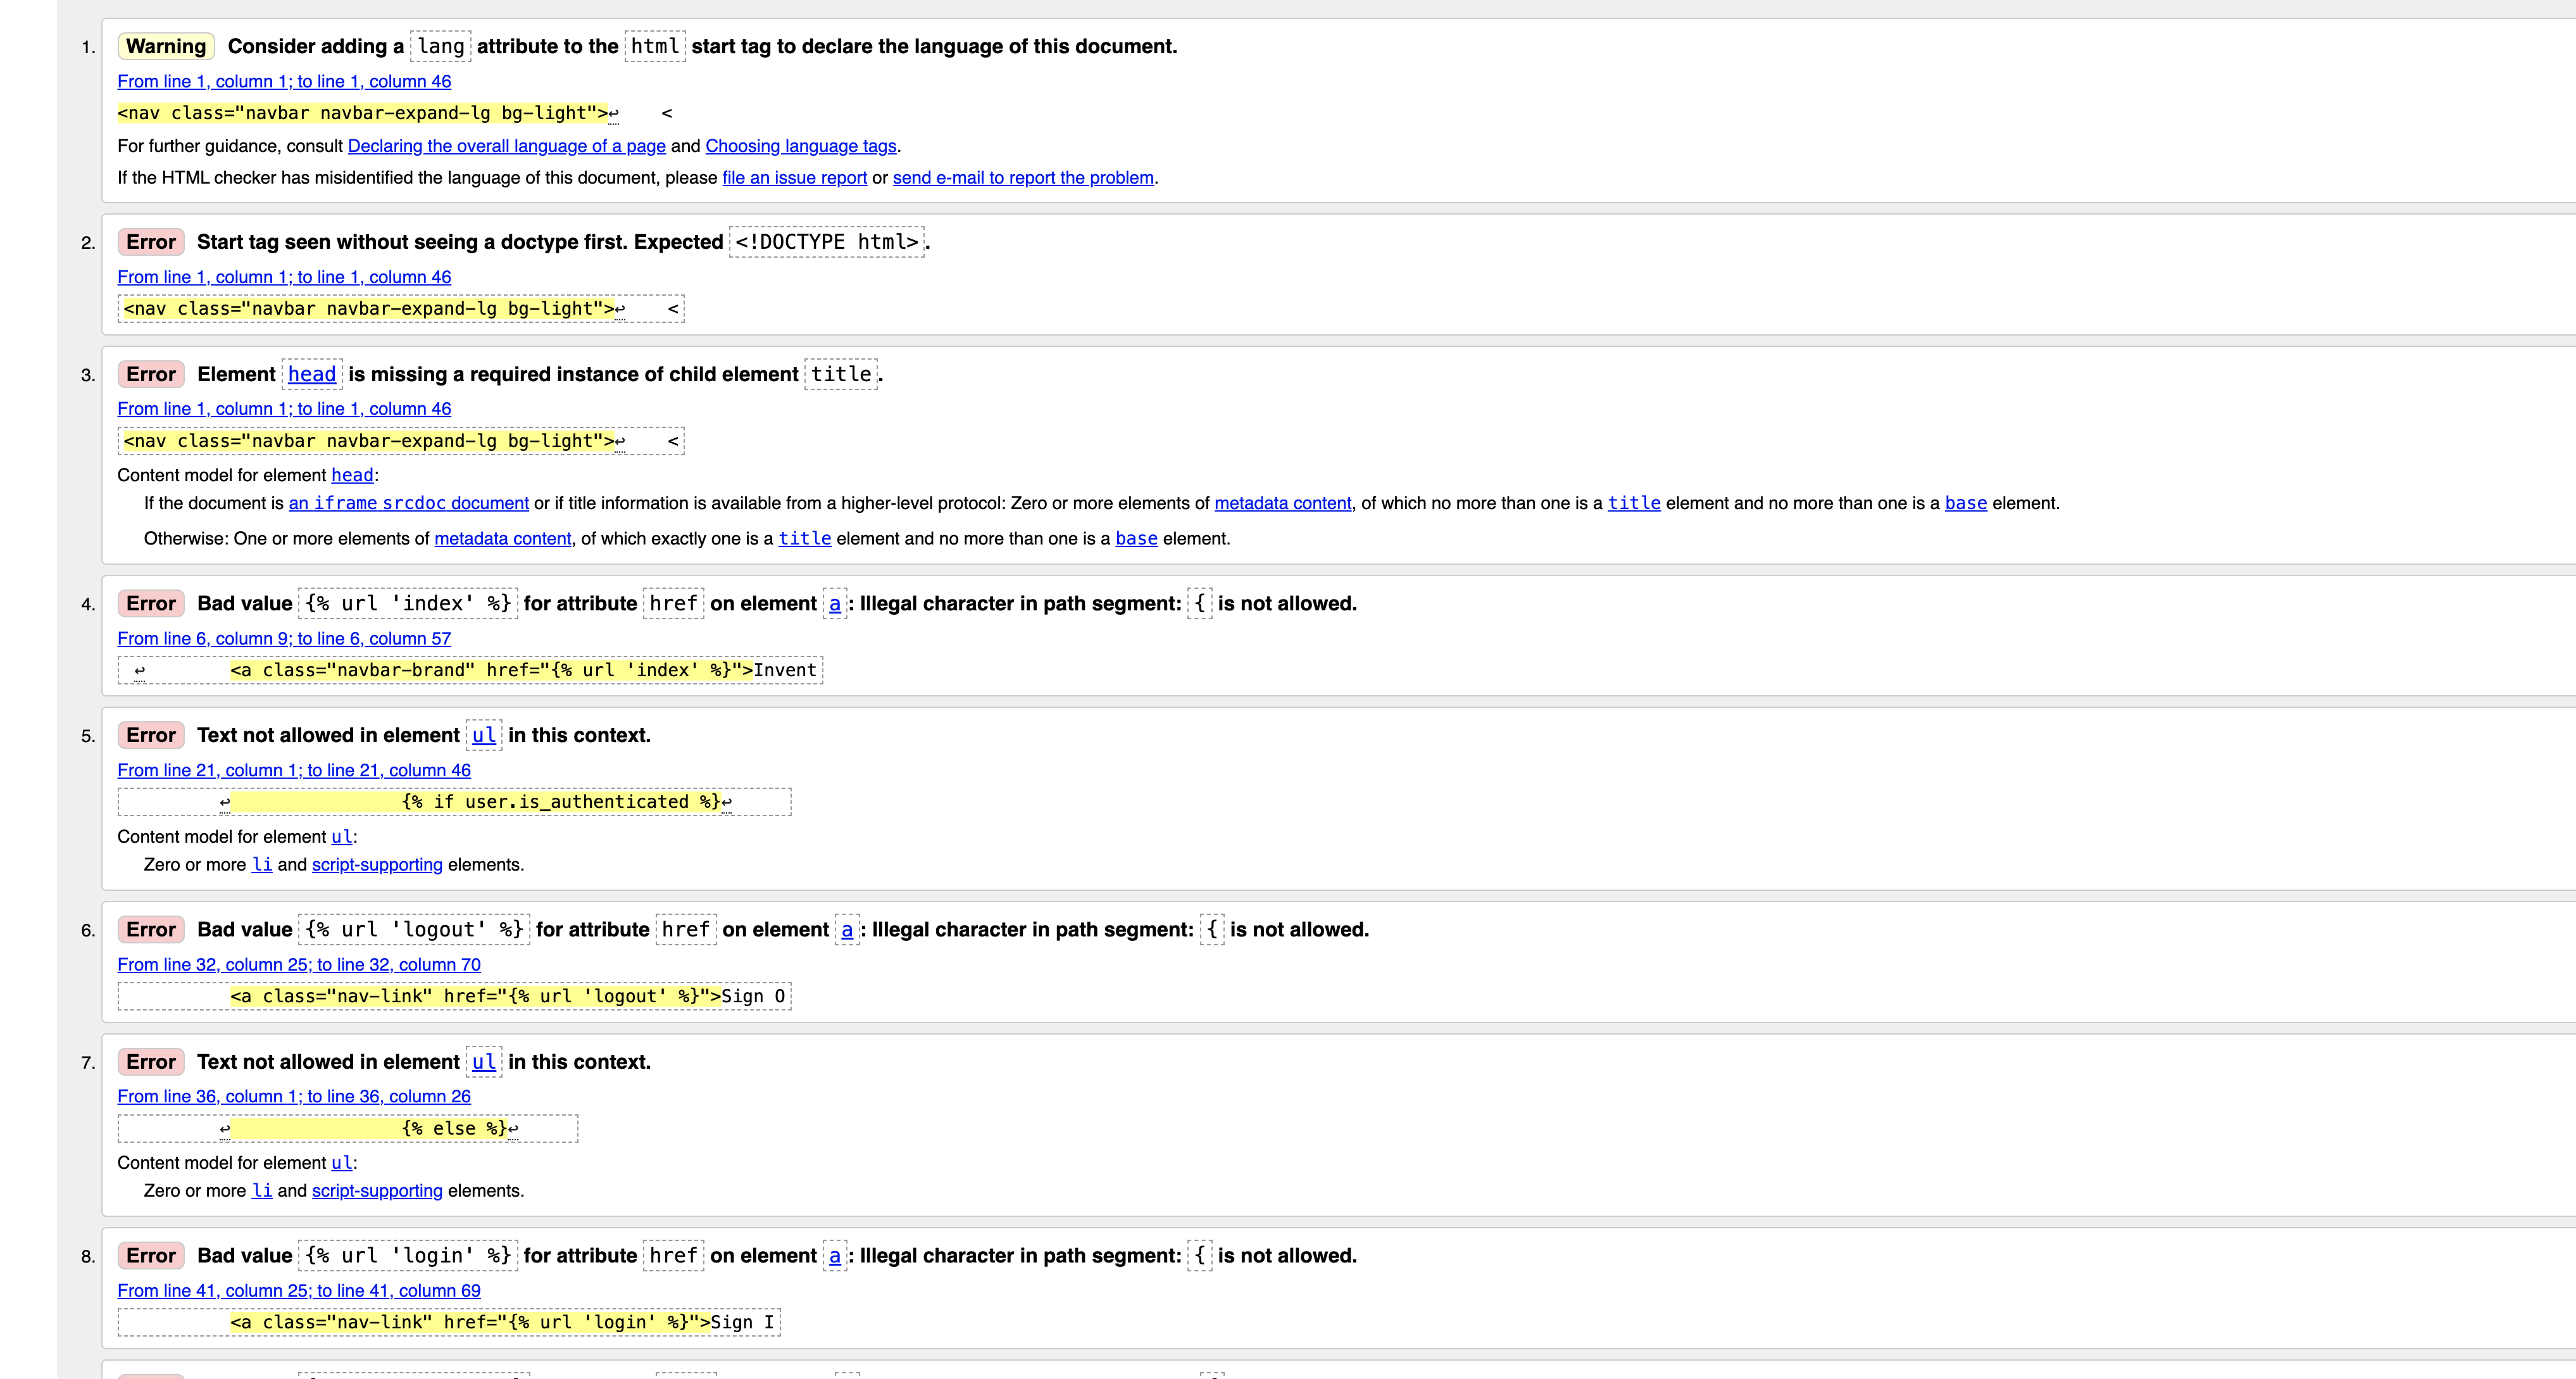 1. Warning Consider adding a lang attribute to the html start tag to declare the language of this document.
From line 1, column 1; to line 1, column 46
<nav class="navbar navbar-expand-lg bg-light">↩    <
For further guidance, consult Declaring the overall language of a page and Choosing language tags.
If the HTML checker has misidentified the language of this document, please file an issue report or send e-mail to report the problem.
2. Error Start tag seen without seeing a doctype first. Expected <!DOCTYPE html>.
From line 1, column 1; to line 1, column 46
<nav class="navbar navbar-expand-lg bg-light">↩    <
3. Error Element head is missing a required instance of child element title.
From line 1, column 1; to line 1, column 46
<nav class="navbar navbar-expand-lg bg-light">↩    <
Content model for element head:
If the document is an iframe srcdoc document or if title information is available from a higher-level protocol: Zero or more elements of metadata content, of which no more than one is a title element and no more than one is a base element.
Otherwise: One or more elements of metadata content, of which exactly one is a title element and no more than one is a base element.
4. Error Bad value {% url 'index' %} for attribute href on element a: Illegal character in path segment: { is not allowed.
From line 6, column 9; to line 6, column 57
↩        <a class="navbar-brand" href="{% url 'index' %}">Invent
5. Error Text not allowed in element ul in this context.
From line 21, column 1; to line 21, column 46
↩                {% if user.is_authenticated %}↩
Content model for element ul:
Zero or more li and script-supporting elements.
6. Error Bad value {% url 'logout' %} for attribute href on element a: Illegal character in path segment: { is not allowed.
From line 32, column 25; to line 32, column 70
<a class="nav-link" href="{% url 'logout' %}">Sign O
7. Error Text not allowed in element ul in this context.
From line 36, column 1; to line 36, column 26
↩                {% else %}↩
Content model for element ul:
Zero or more li and script-supporting elements.
8. Error Bad value {% url 'login' %} for attribute href on element a: Illegal character in path segment: { is not allowed.
From line 41, column 25; to line 41, column 69
<a class="nav-link" href="{% url 'login' %}">Sign I